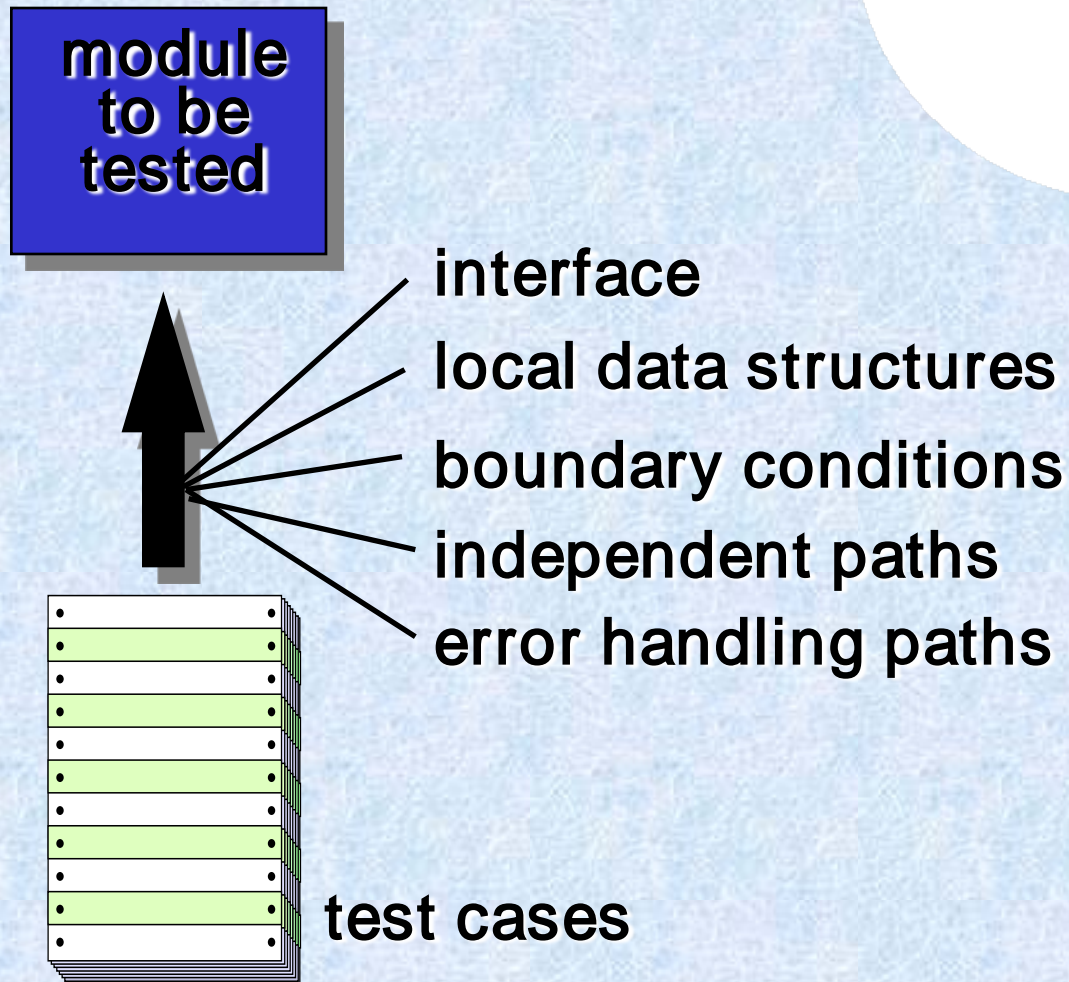 module
to be
tested
interface
local data structures
boundary conditions
independent paths
error handling paths
test cases